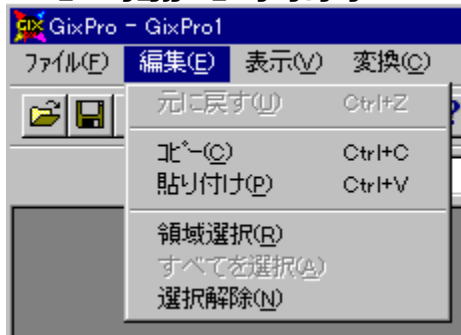 GixPro - GixPro1
ファイル(F) 編集(E) 表示(V) 変換(C)
元に戻す(U) Ctrl+Z
コピー(C) Ctrl+C
貼り付け(P) Ctrl+V
領域選択(R)
すべてを選択(A)
選択解除(N)